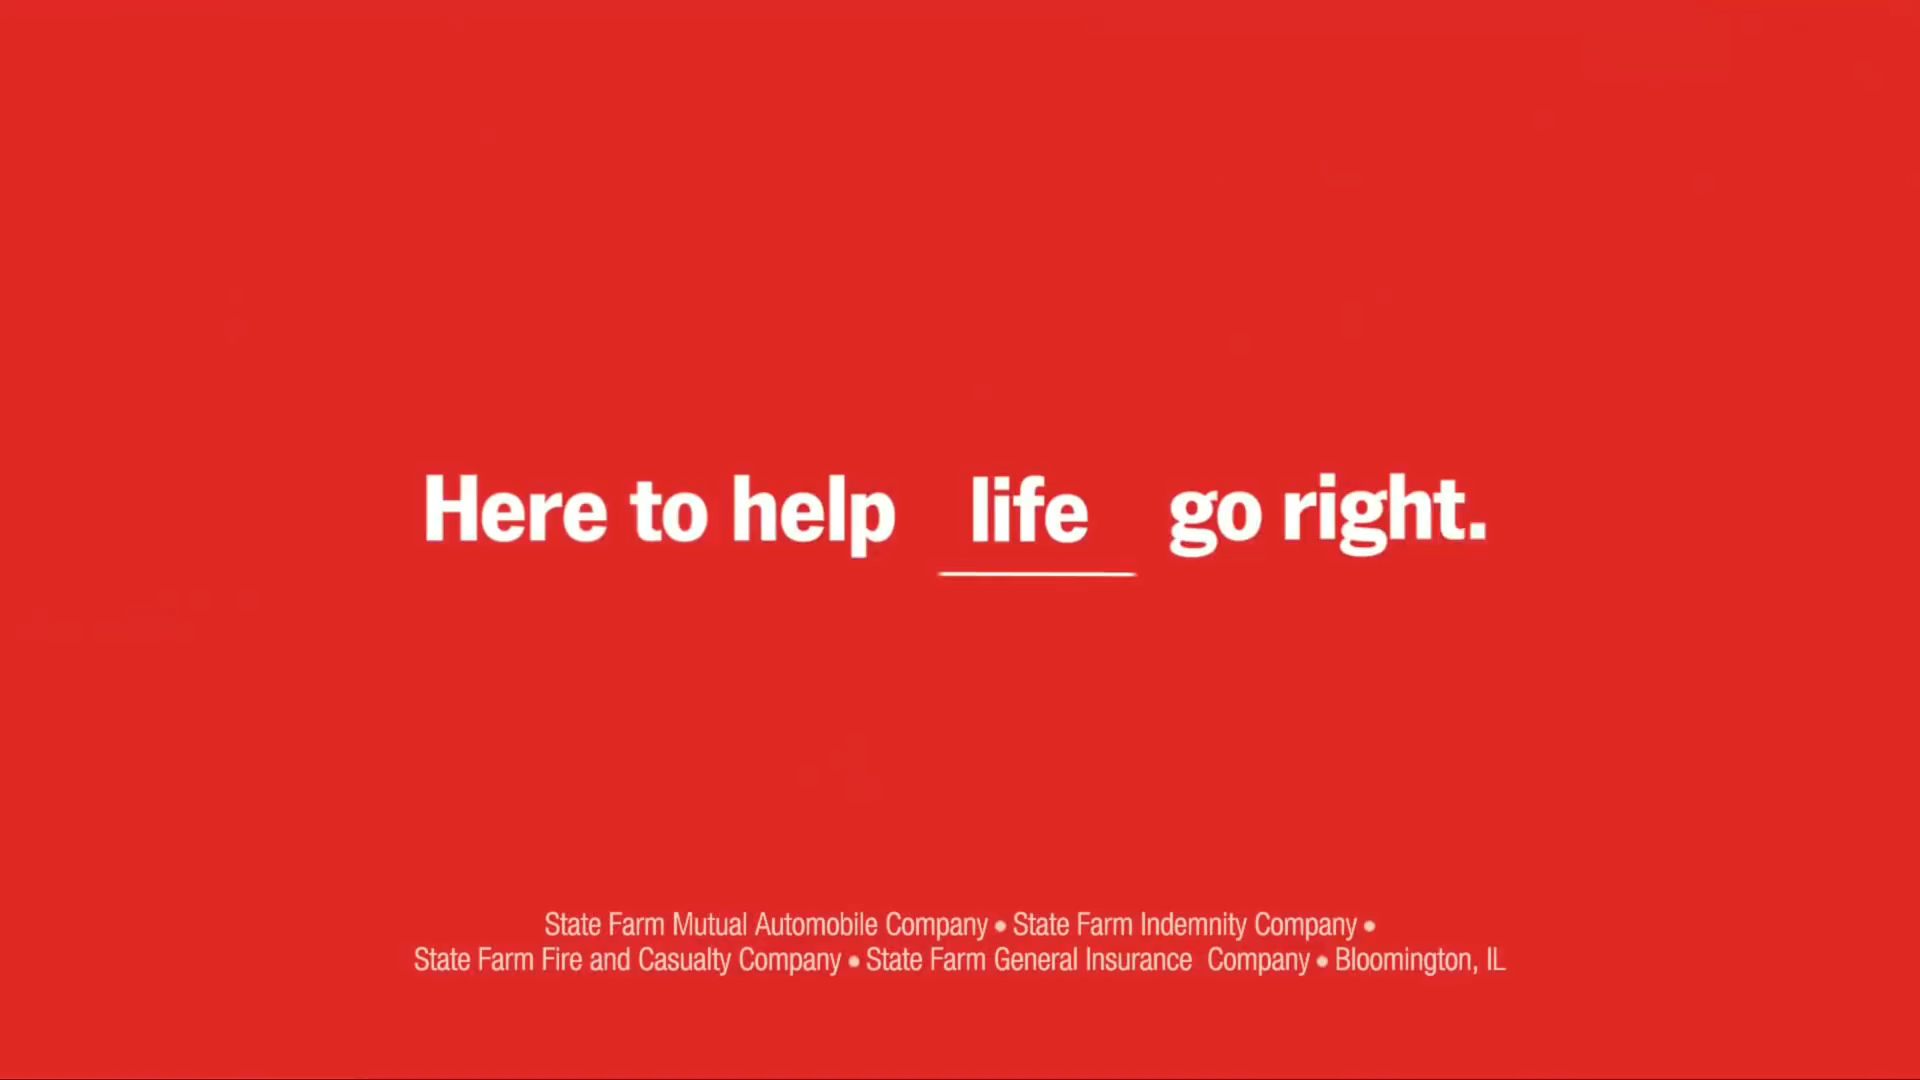 Here to help life go right.
State Farm Mutual Automobile Company • State Farm Indemnity Company •
State Farm Fire and Casualty Company • State Farm General Insurance Company • Bloomington, IL